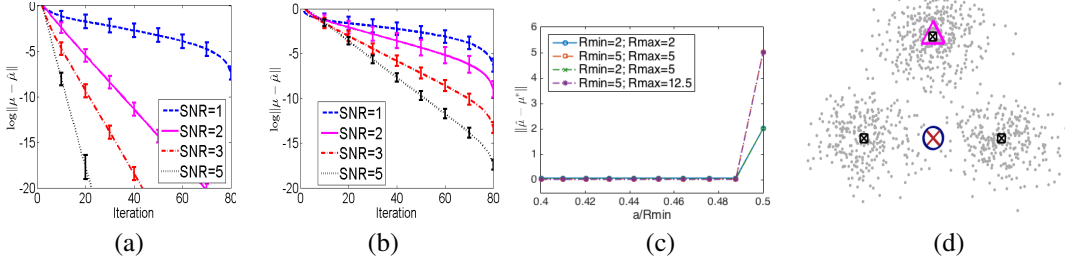 0
-5
-10
-15
-20
0 20 40 60 80
Iteration
log||μ − μ̂||
SNR=1
SNR=2
SNR=3
SNR=5
(a)
0
-5
-10
-15
-20
0 20 40 60 80
Iteration
log||μ − μ̂||
SNR=1
SNR=2
SNR=3
SNR=5
(b)
6
5
4
3
2
1
0
0.4 0.42 0.44 0.46 0.48 0.5
a/Rmin
||μ̂ − μ*||
Rmin=2; Rmax=2
Rmin=5; Rmax=5
Rmin=2; Rmax=5
Rmin=5; Rmax=12.5
(c)
(d)